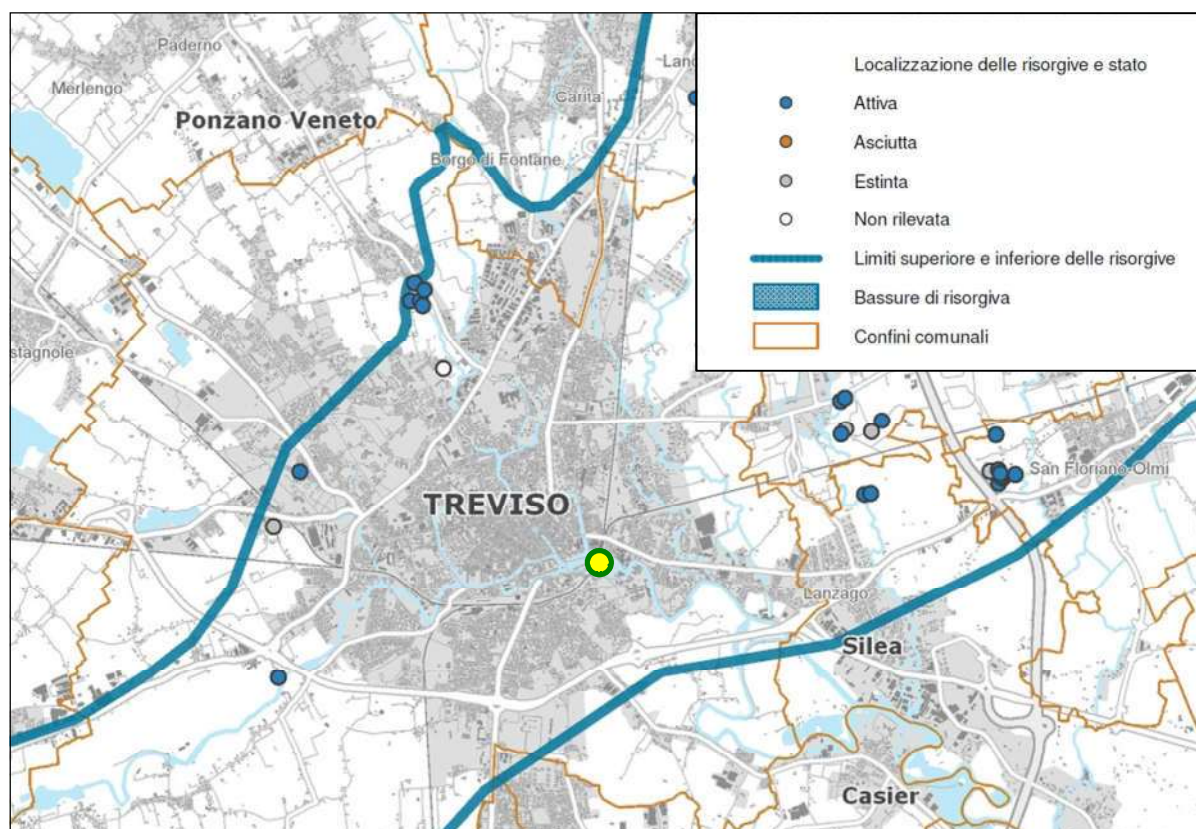 Paderno
Merlengo
Ponzano Veneto
Carità
Borgo di Fontane
Localizzazione delle risorgive e stato
Attiva
Asciutta
Estinta
Non rilevata
Limiti superiore e inferiore delle risorgive
Bassure di risorgiva
Confini comunali
stagnole
TREVISO
San Floriano-Olmi
Lanzago
Silea
Casier